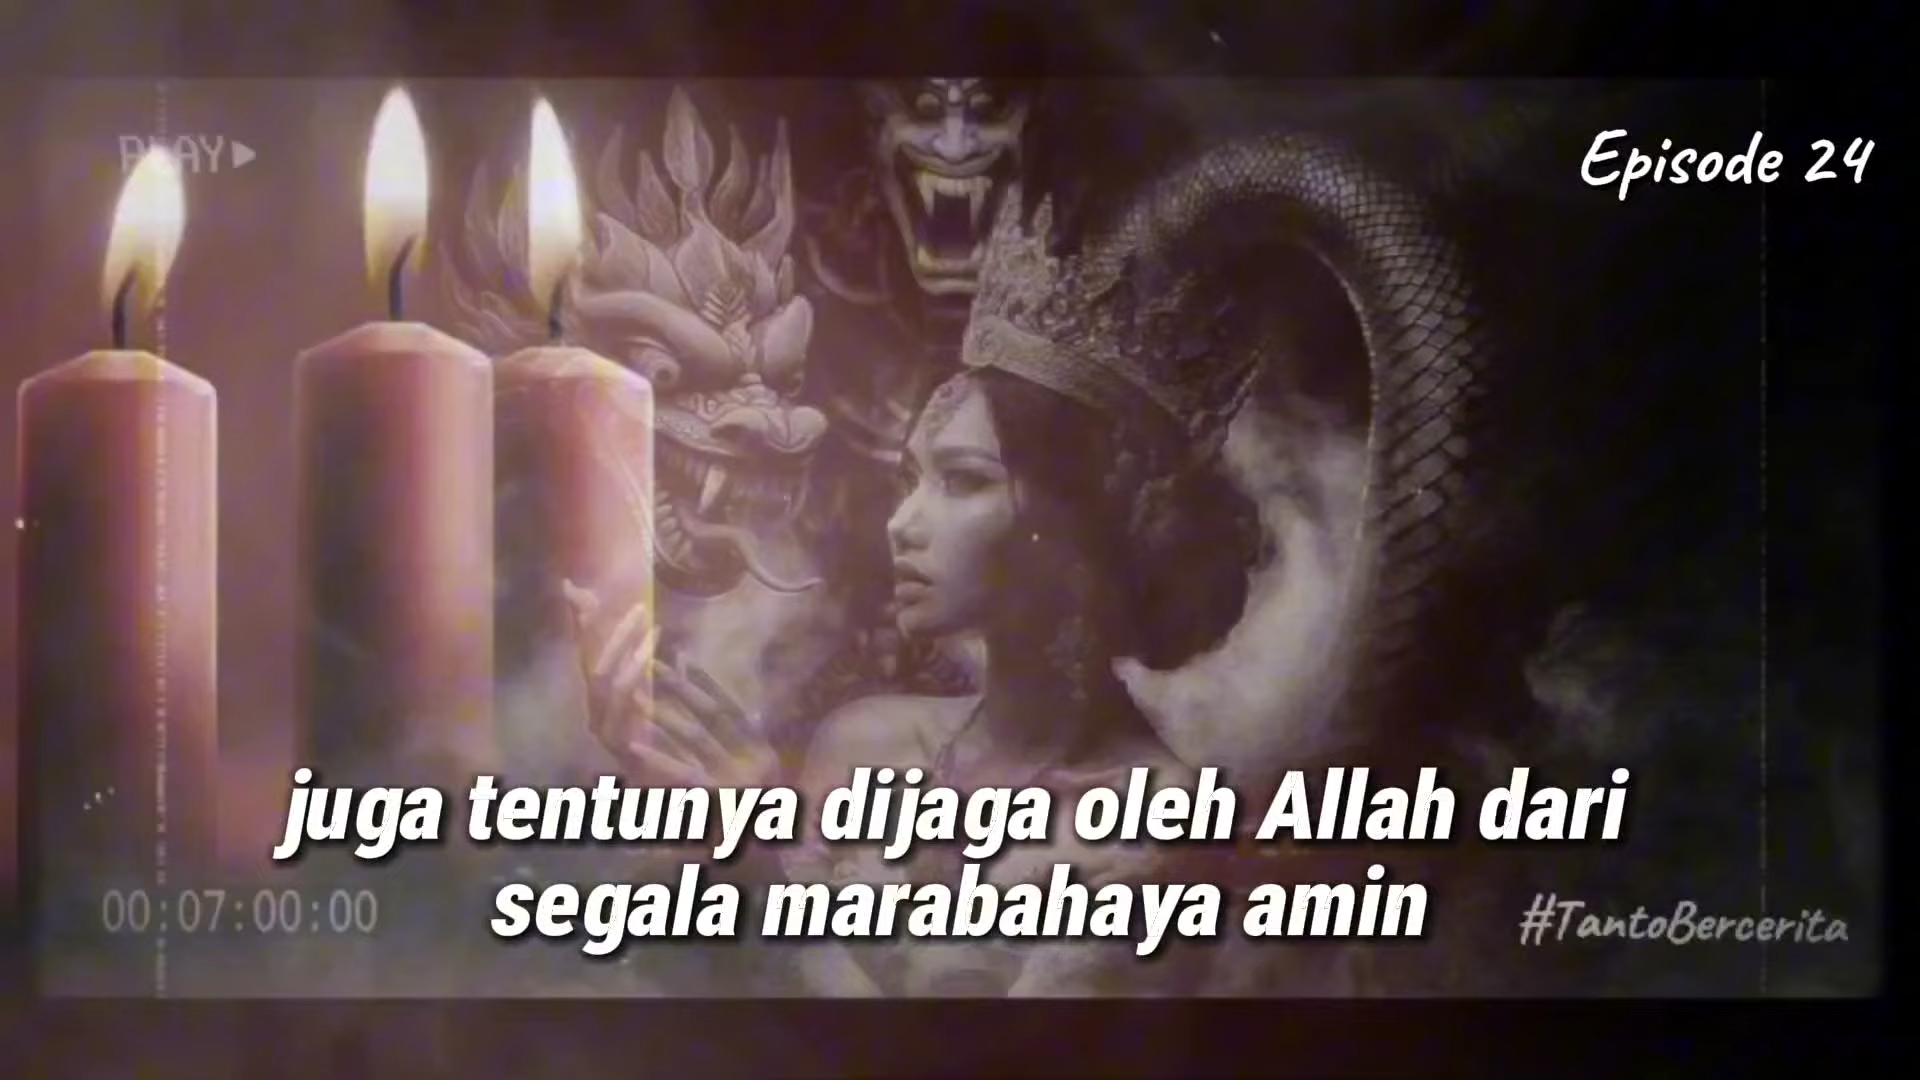 PLAY
Episode 24
juga tentunya dijaga oleh Allah dari
segala marabahaya amin
00:07:00:00
#TantoBercerita